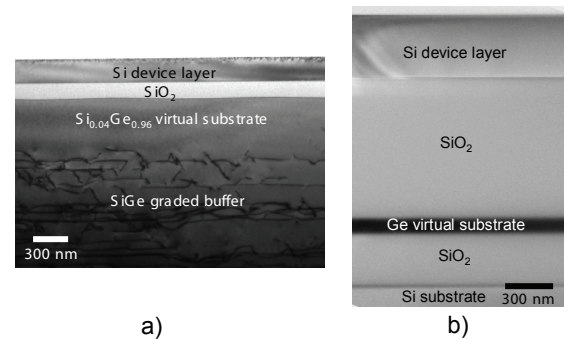 Si device layer
SiO₂
Si₀.₀₄Ge₀.₉₆ virtual substrate
SiGe graded buffer
300 nm
a)
Si device layer
SiO₂
Ge virtual substrate
SiO₂
Si substrate
300 nm
b)